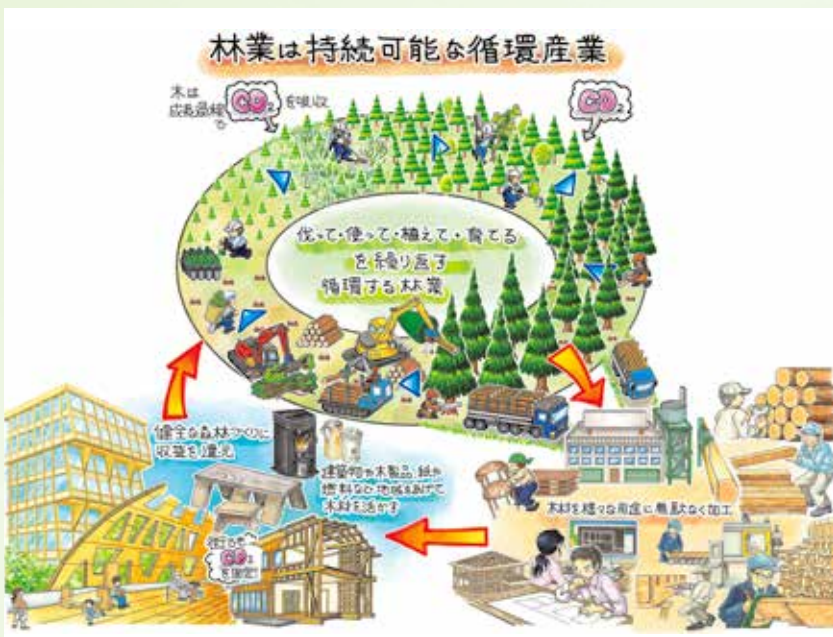 林業は持続可能な循環産業
木は
成長過程で
CO₂
を吸収
CO₂
伐って・使って・植えて・育てる
を繰り返す
循環する林業
健全な森林づくりに
収益を還元
建築物や木製品、紙や
燃料など地域をあげて
木材を活かす
木材を様々な用途に無駄なく加工
CO₂
を固定